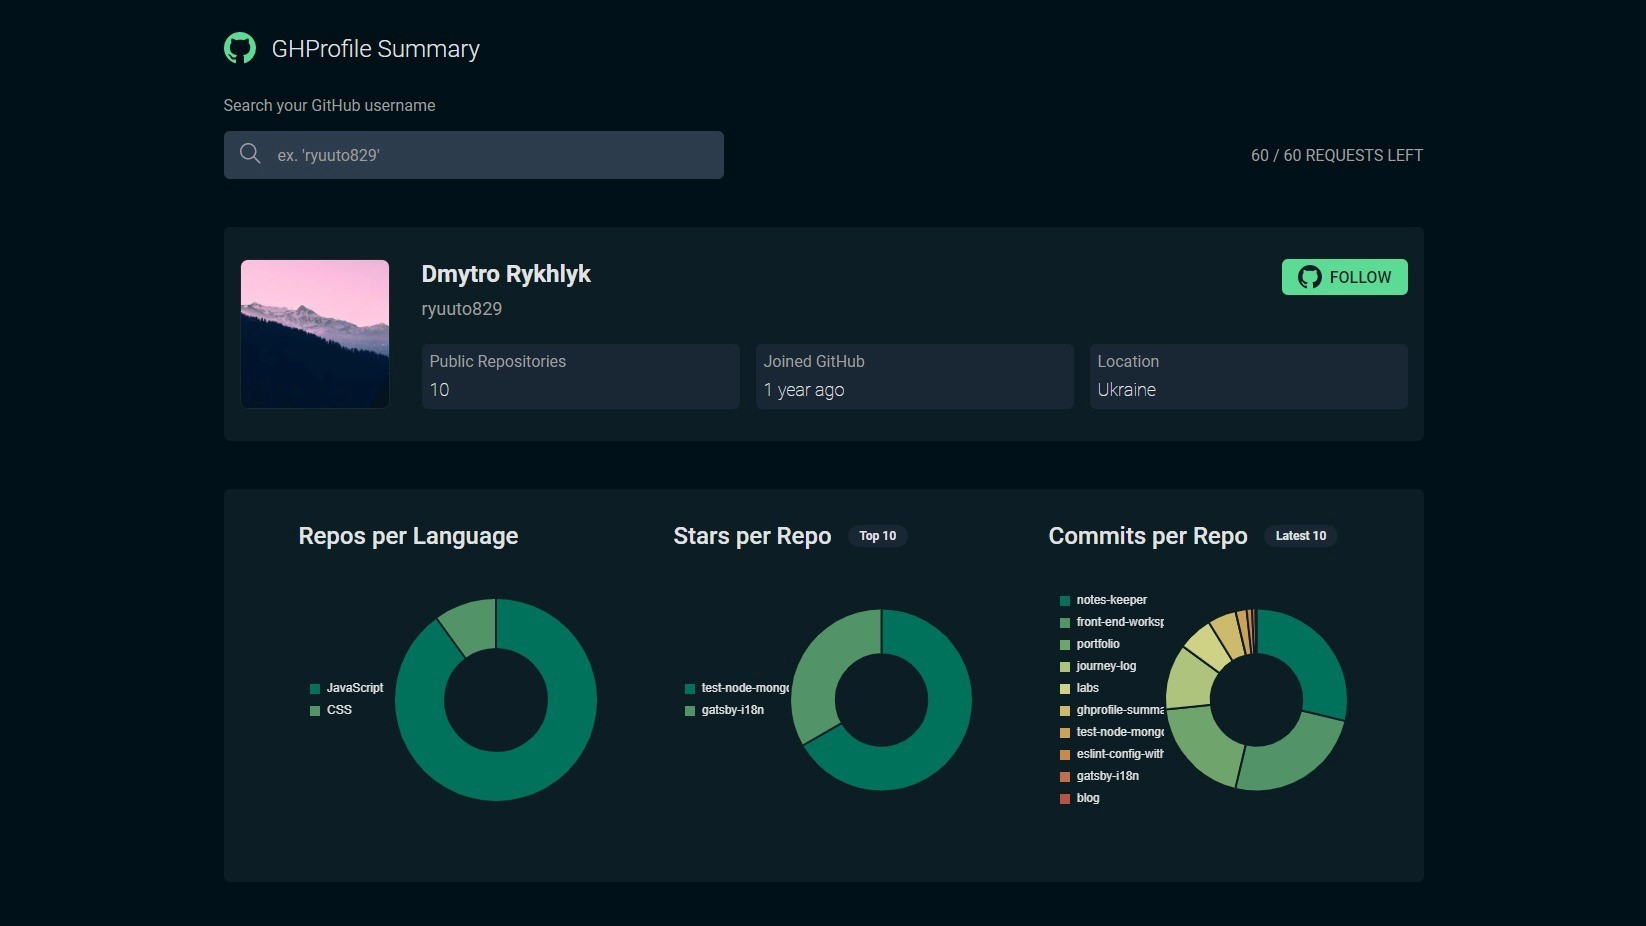 GHProfile Summary
Search your GitHub username
ex. 'ryuuto829'
60 / 60 REQUESTS LEFT
Dmytro Rykhlyk
FOLLOW
ryuuto829
Public Repositories
10
Joined GitHub
1 year ago
Location
Ukraine
Repos per Language
JavaScript
CSS
Stars per Repo Top 10
test-node-mongo
gatsby-i18n
Commits per Repo Latest 10
notes-keeper
front-end-worksp
portfolio
journey-log
labs
ghprofile-summa
test-node-mongo
eslint-config-with
gatsby-i18n
blog